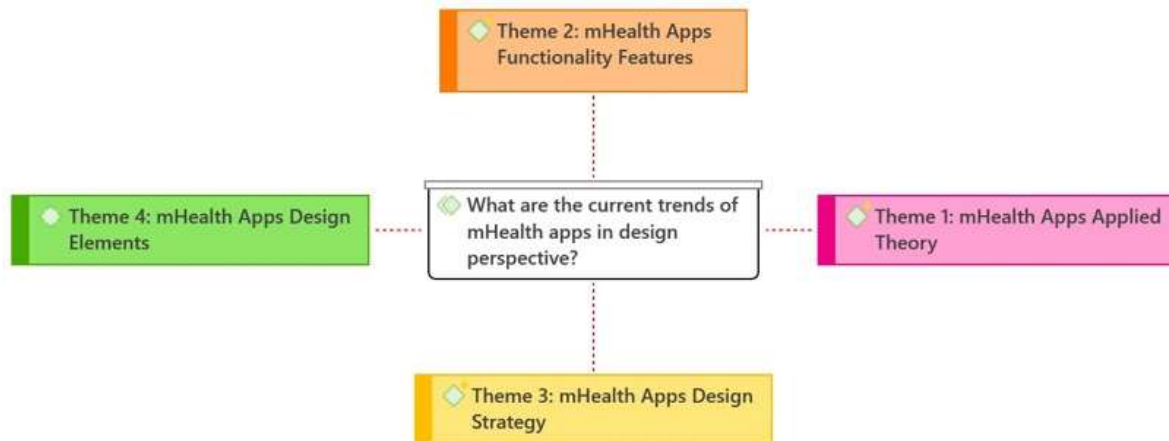 Theme 2: mHealth Apps
Functionality Features
Theme 4: mHealth Apps Design
Elements
What are the current trends of
mHealth apps in design
perspective?
Theme 1: mHealth Apps Applied
Theory
Theme 3: mHealth Apps Design
Strategy